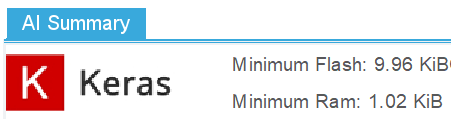 AI Summary
K Keras
Minimum Flash: 9.96 KiB
Minimum Ram: 1.02 KiB